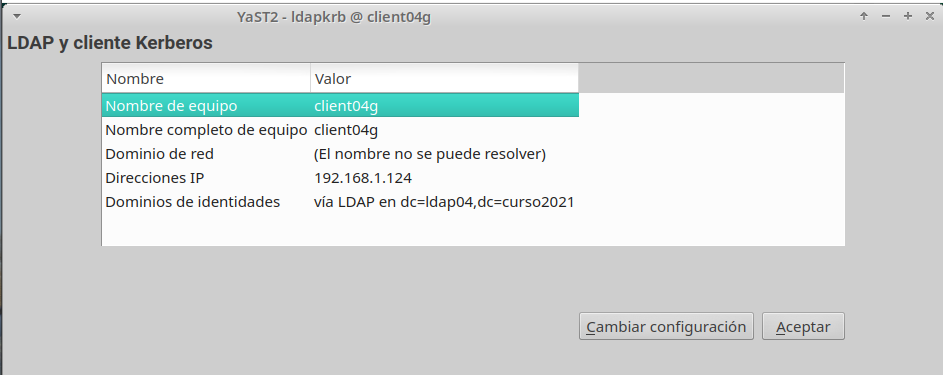 YaST2 - ldapkrb @ client04g
LDAP y cliente Kerberos
Nombre Valor
Nombre de equipo client04g
Nombre completo de equipo client04g
Dominio de red (El nombre no se puede resolver)
Direcciones IP 192.168.1.124
Dominios de identidades vía LDAP en dc=ldap04,dc=curso2021
Cambiar configuración Aceptar